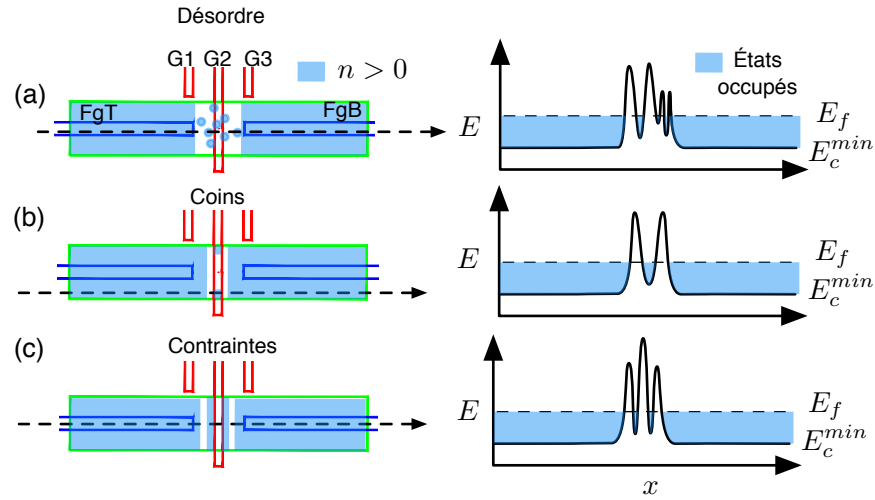 Désordre
G1 G2 G3
n > 0
États
occupés
(a)
FgT
FgB
E
E_f
E_c^{min}
(b)
Coins
E
E_f
E_c^{min}
(c)
Contraintes
E
E_f
E_c^{min}
x